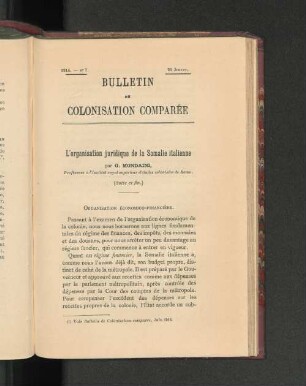 1914. — N° 7. 20 JUILLET.
BULLETIN
DE
COLONISATION COMPARÉE
L'organisation juridique de la Somalie italienne
par G. MONDAINI,
Professeur à l'Institut royal supérieur d'études coloniales de Rome.
(Suite et fin.)
ORGANISATION ÉCONOMICO-FINANCIÈRE.
Passant à l'examen de l'organisation économique de
la colonie, nous nous bornerons aux lignes fondamen-
tales du régime des finances, des impôts, des monnaies et
des douanes, pour nous arrêter un peu davantage au
régime foncier, qui commence à entrer en vigueur.
Quant au régime financier, la Somalie italienne a,
comme nous l'avons déjà dit, son budget propre, dis-
tinct de celui de la métropole. Il est préparé par le Gou-
verneur et approuvé aux recettes comme aux dépenses
par le parlement métropolitain, après contrôle des
dépenses par la Cour des comptes de la métropole.
Pour compenser l'excédent des dépenses sur les
recettes propres de la colonie, l'État accorde un sub-
(1) Voir Bulletin de Colonisation comparée, Juin 1914.